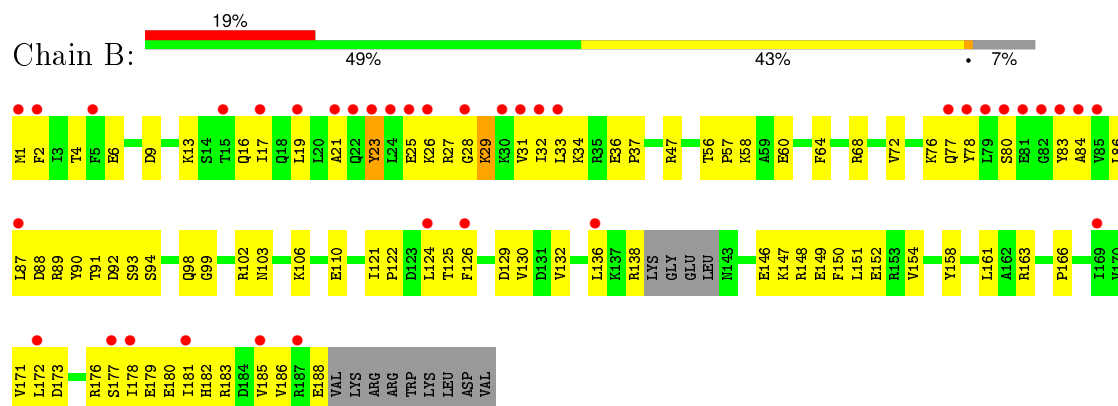 19%
Chain B:
49% 43% • 7%
M1 F2 I3 T4 F5 E6 D9 K13 S14 T15 Q16 I17 Q18 L19 L20 A21 Q22 Y23 L24 E25 K26 R27 G28 K29 K30 V31 I32 L33 K34 R35 E36 P37 R47 T56 P57 K58 A59 E60 F64 R68 V72 K76 Q77 Y78 L79 S80 E81 G82 Y83 A84 V85 L86
L87 D88 R89 Y90 T91 D92 S93 S94 Q98 G99 R102 N103 K106 E110 I121 P122 D123 L124 T125 F126 D129 V130 D131 V132 L136 K137 R138 LYS GLY GLU LEU N143 E146 K147 R148 E149 F150 L151 E152 R153 V154 Y158 L161 A162 R163 P166 I169 V170
V171 L172 D173 R176 S177 I178 E179 E180 I181 H182 R183 D184 V185 V186 R187 E188 VAL LYS ARG ARG TRP LYS LEU ASP VAL